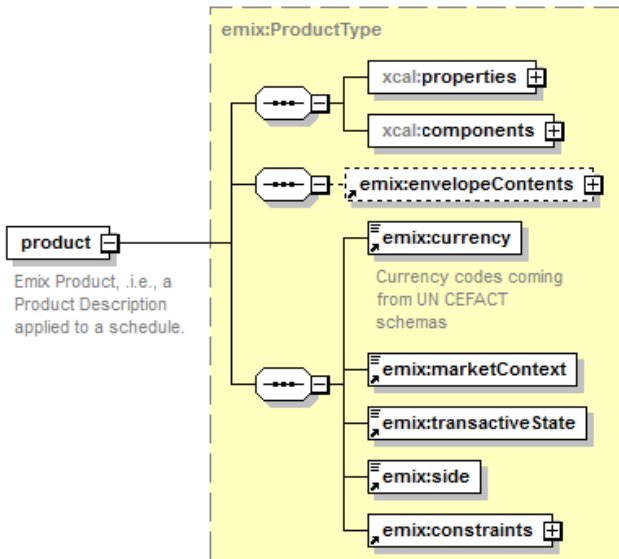 emix:ProductType
xcal:properties
xcal:components
emix:envelopeContents
product
Emix Product, .i.e., a
Product Description
applied to a schedule.
emix:currency
Currency codes coming
from UN CEFACT
schemas
emix:marketContext
emix:transactiveState
emix:side
emix:constraints